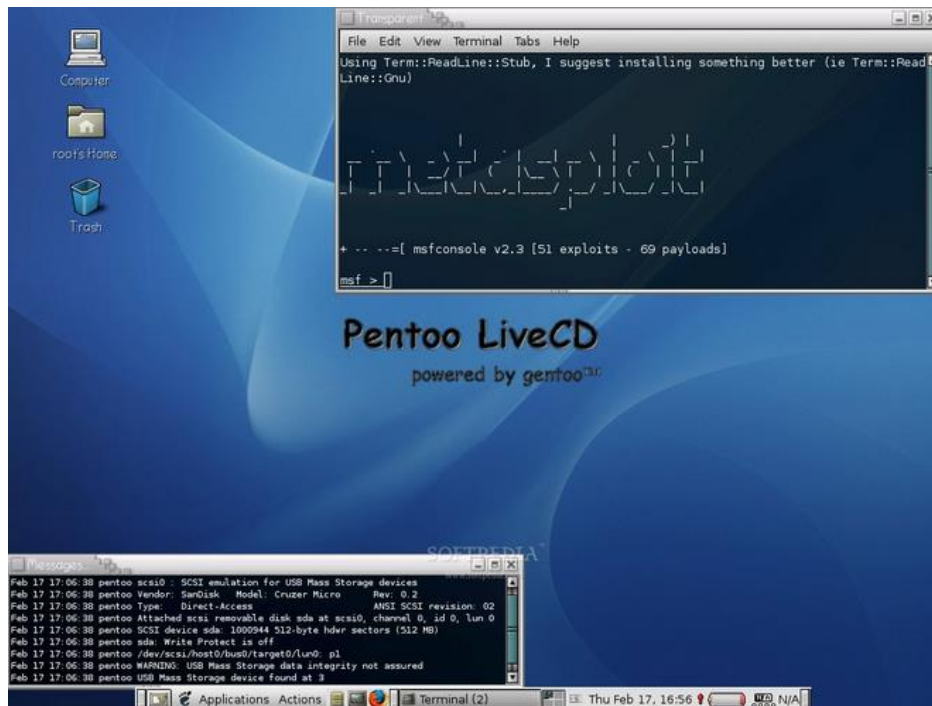 Computer
root's Home
Trash
Transparent
File Edit View Terminal Tabs Help
Using Term::ReadLine::Stub, I suggest installing something better (ie Term::Read
Line::Gnu)
metasploit
+ -- --=[ msfconsole v2.3 [51 exploits - 69 payloads]
msf >
Pentoo LiveCD
powered by gentoo
SOFTPEDIA
Messages
Feb 17 17:06:38 pentoo scsi0 : SCSI emulation for USB Mass Storage devices
Feb 17 17:06:38 pentoo Vendor: SanDisk Model: Cruzer Micro Rev: 0.2
Feb 17 17:06:38 pentoo Type: Direct-Access ANSI SCSI revision: 02
Feb 17 17:06:38 pentoo Attached scsi removable disk sda at scsi0, channel 0, id 0, lun 0
Feb 17 17:06:38 pentoo SCSI device sda: 1000944 512-byte hdwr sectors (512 MB)
Feb 17 17:06:38 pentoo sda: Write Protect is off
Feb 17 17:06:38 pentoo /dev/scsi/host0/bus0/target0/lun0: p1
Feb 17 17:06:38 pentoo WARNING: USB Mass Storage data integrity not assured
Feb 17 17:06:38 pentoo USB Mass Storage device found at 3
Applications Actions Terminal (2) Thu Feb 17, 16:56 N/A